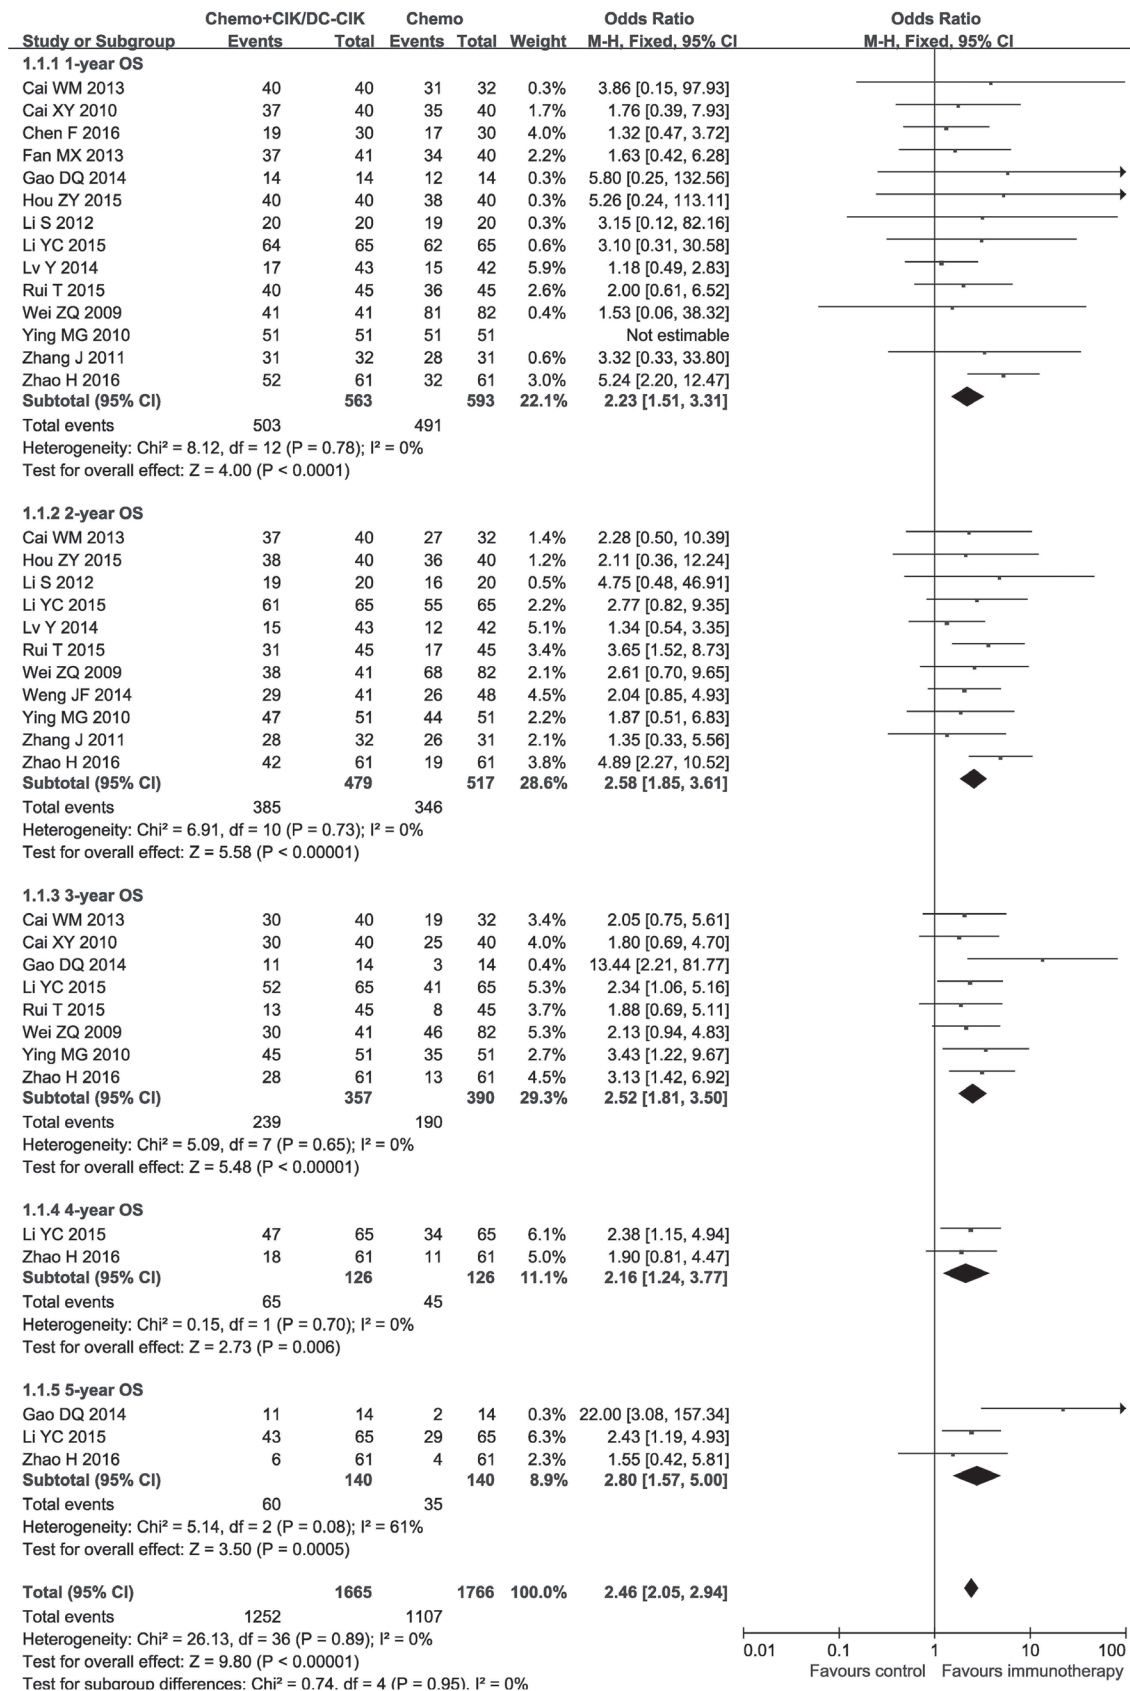 Chemo+CIK/DC-CIK Chemo Odds Ratio Odds Ratio
Study or Subgroup Events Total Events Total Weight M-H, Fixed, 95% CI M-H, Fixed, 95% CI
1.1.1 1-year OS
Cai WM 2013 40 40 31 32 0.3% 3.86 [0.15, 97.93]
Cai XY 2010 37 40 35 40 1.7% 1.76 [0.39, 7.93]
Chen F 2016 19 30 17 30 4.0% 1.32 [0.47, 3.72]
Fan MX 2013 37 41 34 40 2.2% 1.63 [0.42, 6.28]
Gao DQ 2014 14 14 12 14 0.3% 5.80 [0.25, 132.56]
Hou ZY 2015 40 40 38 40 0.3% 5.26 [0.24, 113.11]
Li S 2012 20 20 19 20 0.3% 3.15 [0.12, 82.16]
Li YC 2015 64 65 62 65 0.6% 3.10 [0.31, 30.58]
Lv Y 2014 17 43 15 42 5.9% 1.18 [0.49, 2.83]
Rui T 2015 40 45 36 45 2.6% 2.00 [0.61, 6.52]
Wei ZQ 2009 41 41 81 82 0.4% 1.53 [0.06, 38.32]
Ying MG 2010 51 51 51 51 Not estimable
Zhang J 2011 31 32 28 31 0.6% 3.32 [0.33, 33.80]
Zhao H 2016 52 61 32 61 3.0% 5.24 [2.20, 12.47]
Subtotal (95% CI) 563 593 22.1% 2.23 [1.51, 3.31]
Total events 503 491
Heterogeneity: Chi² = 8.12, df = 12 (P = 0.78); I² = 0%
Test for overall effect: Z = 4.00 (P < 0.0001)
1.1.2 2-year OS
Cai WM 2013 37 40 27 32 1.4% 2.28 [0.50, 10.39]
Hou ZY 2015 38 40 36 40 1.2% 2.11 [0.36, 12.24]
Li S 2012 19 20 16 20 0.5% 4.75 [0.48, 46.91]
Li YC 2015 61 65 55 65 2.2% 2.77 [0.82, 9.35]
Lv Y 2014 15 43 12 42 5.1% 1.34 [0.54, 3.35]
Rui T 2015 31 45 17 45 3.4% 3.65 [1.52, 8.73]
Wei ZQ 2009 38 41 68 82 2.1% 2.61 [0.70, 9.65]
Weng JF 2014 29 41 26 48 4.5% 2.04 [0.85, 4.93]
Ying MG 2010 47 51 44 51 2.2% 1.87 [0.51, 6.83]
Zhang J 2011 28 32 26 31 2.1% 1.35 [0.33, 5.56]
Zhao H 2016 42 61 19 61 3.8% 4.89 [2.27, 10.52]
Subtotal (95% CI) 479 517 28.6% 2.58 [1.85, 3.61]
Total events 385 346
Heterogeneity: Chi² = 6.91, df = 10 (P = 0.73); I² = 0%
Test for overall effect: Z = 5.58 (P < 0.00001)
1.1.3 3-year OS
Cai WM 2013 30 40 19 32 3.4% 2.05 [0.75, 5.61]
Cai XY 2010 30 40 25 40 4.0% 1.80 [0.69, 4.70]
Gao DQ 2014 11 14 3 14 0.4% 13.44 [2.21, 81.77]
Li YC 2015 52 65 41 65 5.3% 2.34 [1.06, 5.16]
Rui T 2015 13 45 8 45 3.7% 1.88 [0.69, 5.11]
Wei ZQ 2009 30 41 46 82 5.3% 2.13 [0.94, 4.83]
Ying MG 2010 45 51 35 51 2.7% 3.43 [1.22, 9.67]
Zhao H 2016 28 61 13 61 4.5% 3.13 [1.42, 6.92]
Subtotal (95% CI) 357 390 29.3% 2.52 [1.81, 3.50]
Total events 239 190
Heterogeneity: Chi² = 5.09, df = 7 (P = 0.65); I² = 0%
Test for overall effect: Z = 5.48 (P < 0.00001)
1.1.4 4-year OS
Li YC 2015 47 65 34 65 6.1% 2.38 [1.15, 4.94]
Zhao H 2016 18 61 11 61 5.0% 1.90 [0.81, 4.47]
Subtotal (95% CI) 126 126 11.1% 2.16 [1.24, 3.77]
Total events 65 45
Heterogeneity: Chi² = 0.15, df = 1 (P = 0.70); I² = 0%
Test for overall effect: Z = 2.73 (P = 0.006)
1.1.5 5-year OS
Gao DQ 2014 11 14 2 14 0.3% 22.00 [3.08, 157.34]
Li YC 2015 43 65 29 65 6.3% 2.43 [1.19, 4.93]
Zhao H 2016 6 61 4 61 2.3% 1.55 [0.42, 5.81]
Subtotal (95% CI) 140 140 8.9% 2.80 [1.57, 5.00]
Total events 60 35
Heterogeneity: Chi² = 5.14, df = 2 (P = 0.08); I² = 61%
Test for overall effect: Z = 3.50 (P = 0.0005)
Total (95% CI) 1665 1766 100.0% 2.46 [2.05, 2.94]
Total events 1252 1107
Heterogeneity: Chi² = 26.13, df = 36 (P = 0.89); I² = 0%
Test for overall effect: Z = 9.80 (P < 0.00001)
Test for subgroup differences: Chi² = 0.74, df = 4 (P = 0.95), I² = 0%
0.01 0.1 1 10 100
Favours control Favours immunotherapy